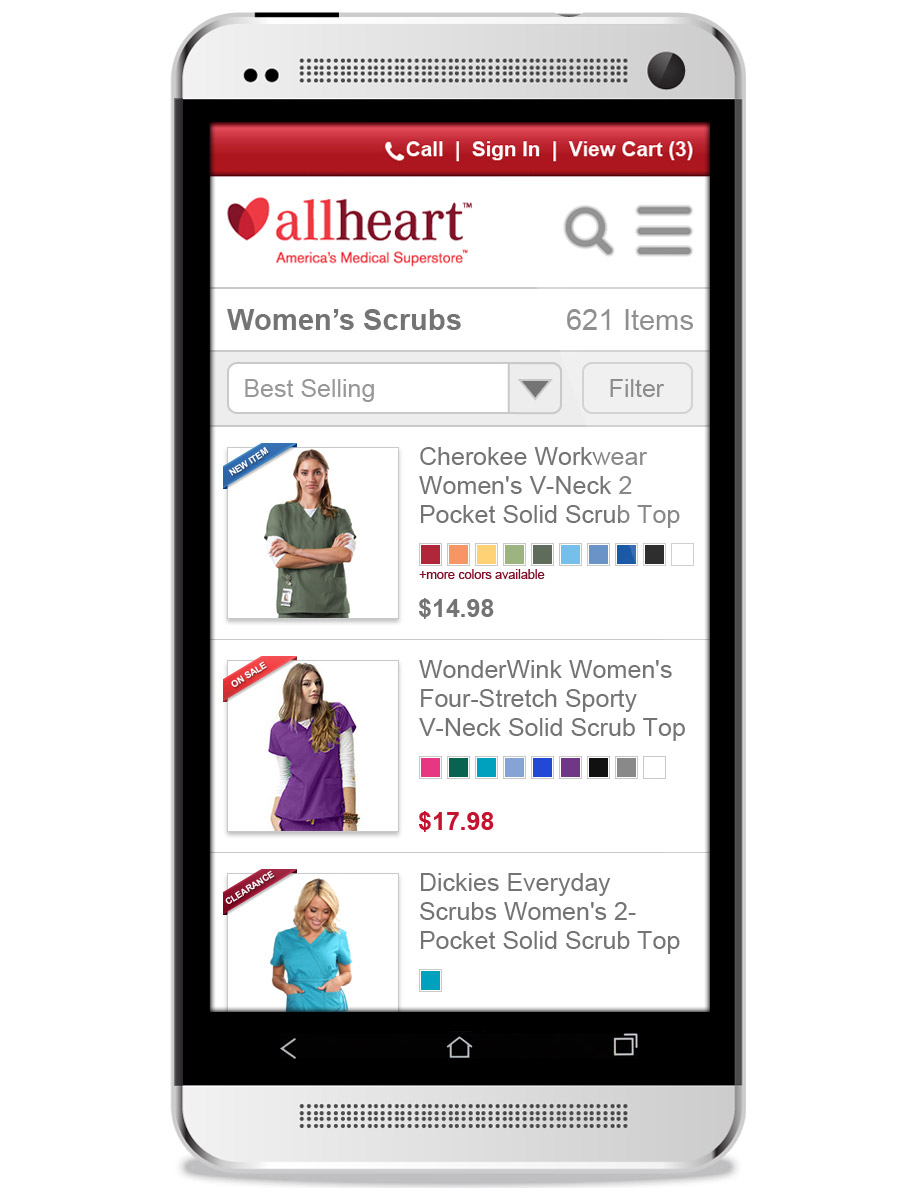 Call | Sign In | View Cart (3)
allheart™
America's Medical Superstore™
Women’s Scrubs 621 Items
Best Selling Filter
NEW ITEM
Cherokee Workwear
Women's V-Neck 2
Pocket Solid Scrub Top
+more colors available
$14.98
ON SALE
WonderWink Women's
Four-Stretch Sporty
V-Neck Solid Scrub Top
$17.98
CLEARANCE
Dickies Everyday
Scrubs Women's 2-
Pocket Solid Scrub Top